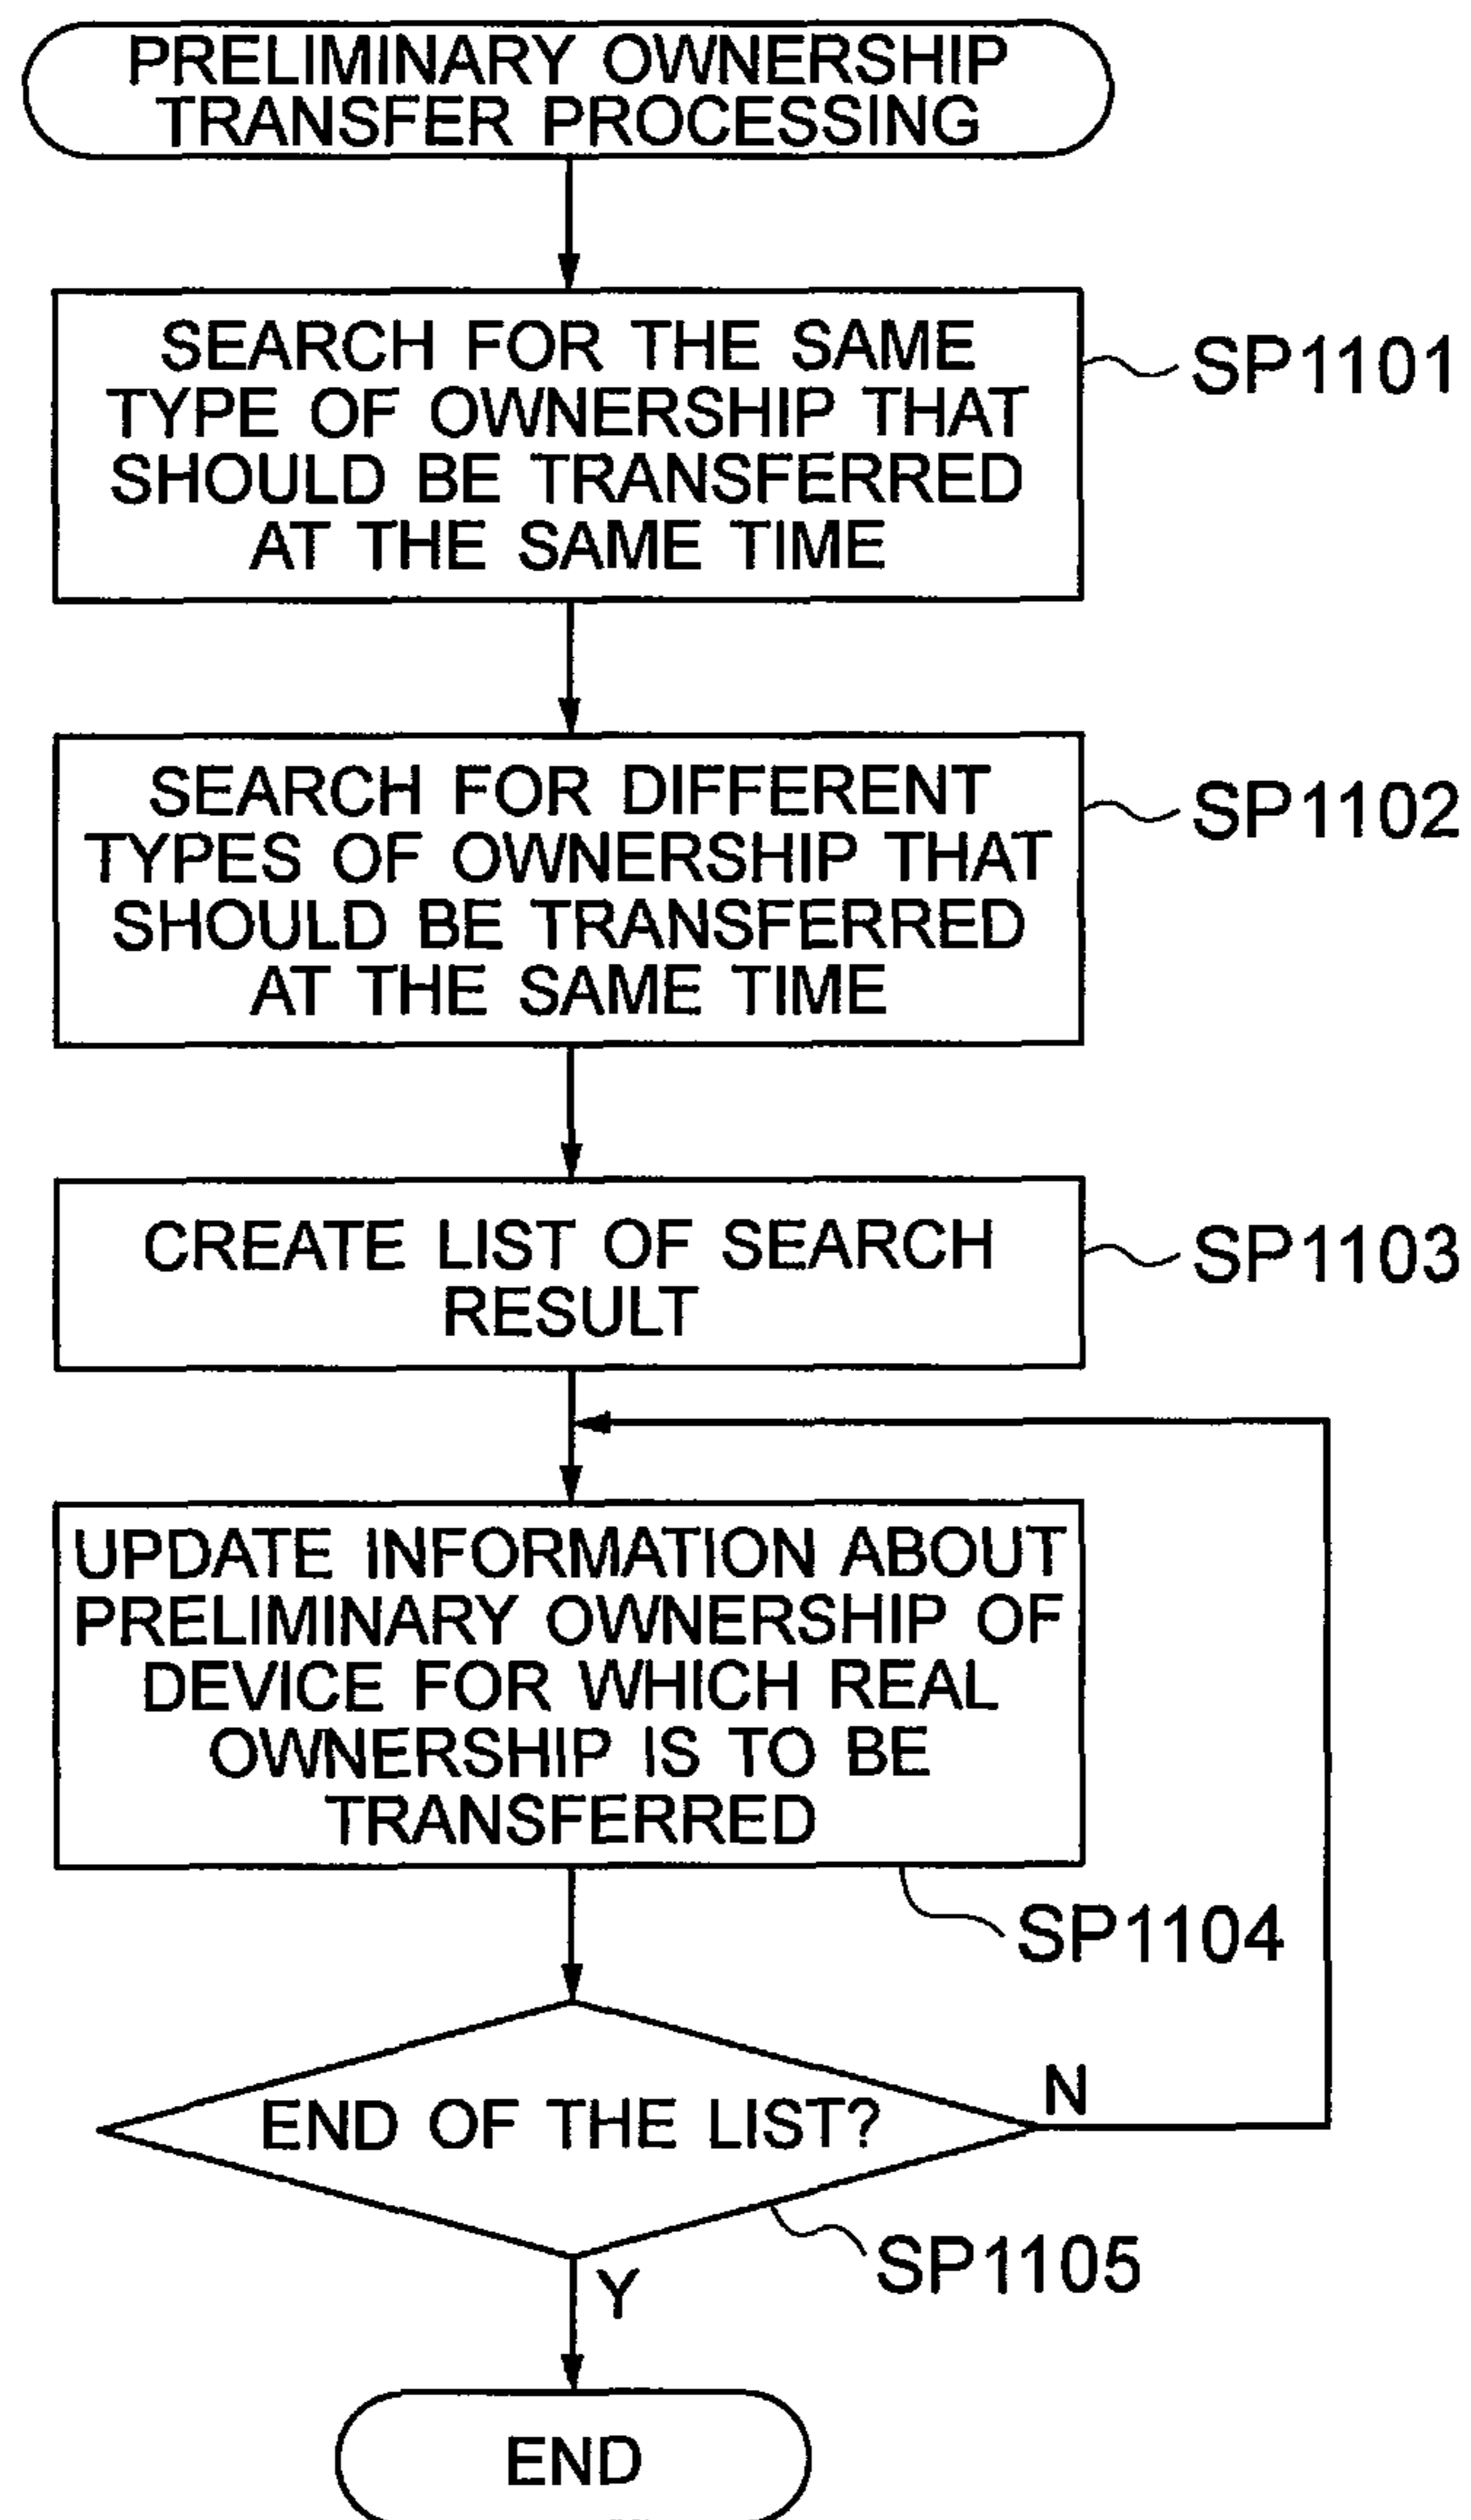 PRELIMINARY OWNERSHIP
TRANSFER PROCESSING
SEARCH FOR THE SAME
TYPE OF OWNERSHIP THAT
SHOULD BE TRANSFERRED
AT THE SAME TIME
SP1101
SEARCH FOR DIFFERENT
TYPES OF OWNERSHIP THAT
SHOULD BE TRANSFERRED
AT THE SAME TIME
SP1102
CREATE LIST OF SEARCH
RESULT
SP1103
UPDATE INFORMATION ABOUT
PRELIMINARY OWNERSHIP OF
DEVICE FOR WHICH REAL
OWNERSHIP IS TO BE
TRANSFERRED
SP1104
END OF THE LIST?
N
SP1105
Y
END